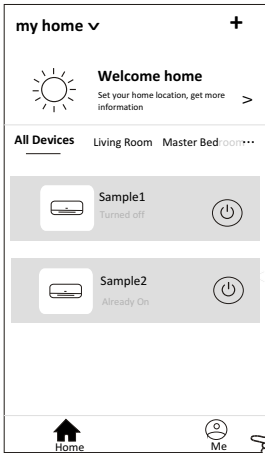 my home
Welcome home
Set your home location, get more
information
All Devices Living Room Master Bedroom ···
Sample1
Turned off
Sample2
Already On
Home Me